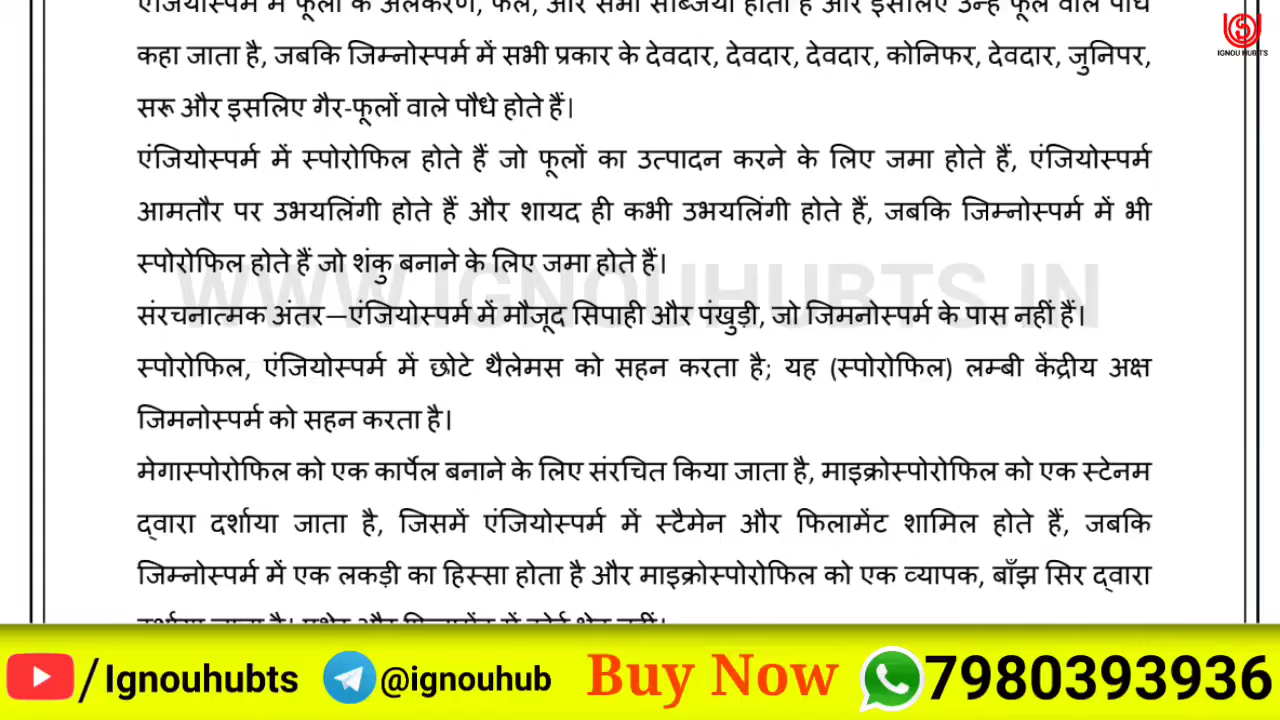 एंजियोस्पर्म में फूलों के अलंकरण, फल, और सभी सब्जियां होती हैं और इसलिए उन्हें फूल वाले पौधे
IGNOU HUBTS
कहा जाता है, जबकि जिम्नोस्पर्म में सभी प्रकार के देवदार, देवदार, देवदार, कोनिफर, देवदार, जुनिपर,
सरू और इसलिए गैर-फूलों वाले पौधे होते हैं।
एंजियोस्पर्म में स्पोरोफिल होते हैं जो फूलों का उत्पादन करने के लिए जमा होते हैं, एंजियोस्पर्म
आमतौर पर उभयलिंगी होते हैं और शायद ही कभी उभयलिंगी होते हैं, जबकि जिम्नोस्पर्म में भी
स्पोरोफिल होते हैं जो शंकु बनाने के लिए जमा होते हैं।
WWW.IGNOUHUBTS.IN
संरचनात्मक अंतर—एंजियोस्पर्म में मौजूद सिपाही और पंखुड़ी, जो जिमनोस्पर्म के पास नहीं हैं।
स्पोरोफिल, एंजियोस्पर्म में छोटे थैलेमस को सहन करता है; यह (स्पोरोफिल) लम्बी केंद्रीय अक्ष
जिमनोस्पर्म को सहन करता है।
मेगास्पोरोफिल को एक कार्पेल बनाने के लिए संरचित किया जाता है, माइक्रोस्पोरोफिल को एक स्टेनम
द्वारा दर्शाया जाता है, जिसमें एंजियोस्पर्म में स्टैमेन और फिलामेंट शामिल होते हैं, जबकि
जिम्नोस्पर्म में एक लकड़ी का हिस्सा होता है और माइक्रोस्पोरोफिल को एक व्यापक, बाँझ सिर द्वारा
/Ignouhubts @ignouhub Buy Now 7980393936